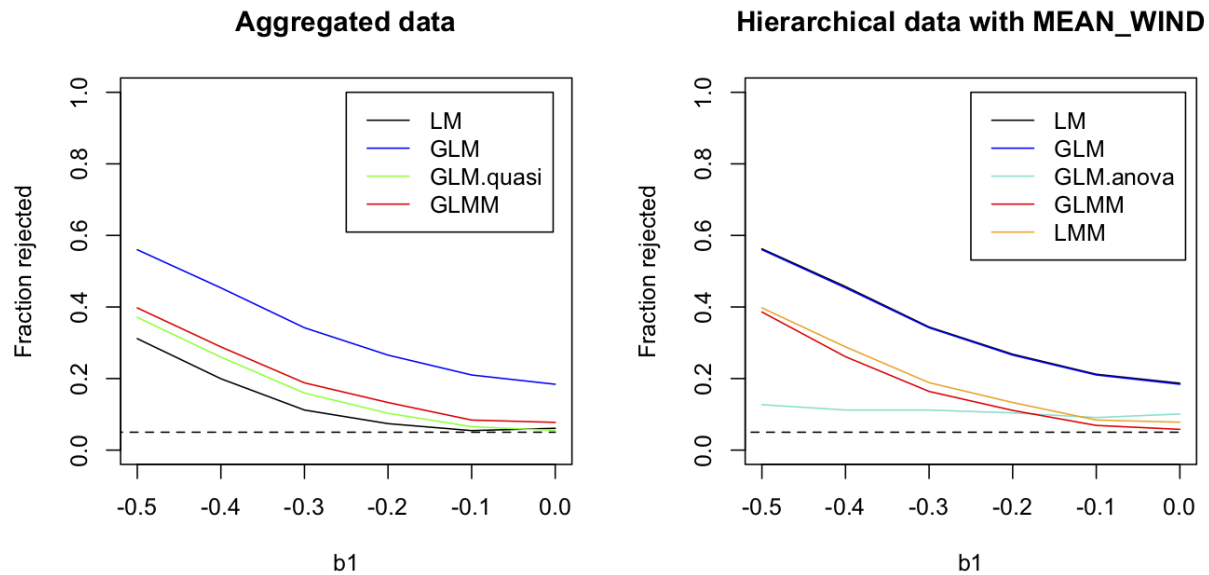 Aggregated data
Fraction rejected
1.0
0.8
0.6
0.4
0.2
0.0
LM
GLM
GLM.quasi
GLMM
-0.5 -0.4 -0.3 -0.2 -0.1 0.0
b1
Hierarchical data with MEAN_WIND
Fraction rejected
1.0
0.8
0.6
0.4
0.2
0.0
LM
GLM
GLM.anova
GLMM
LMM
-0.5 -0.4 -0.3 -0.2 -0.1 0.0
b1